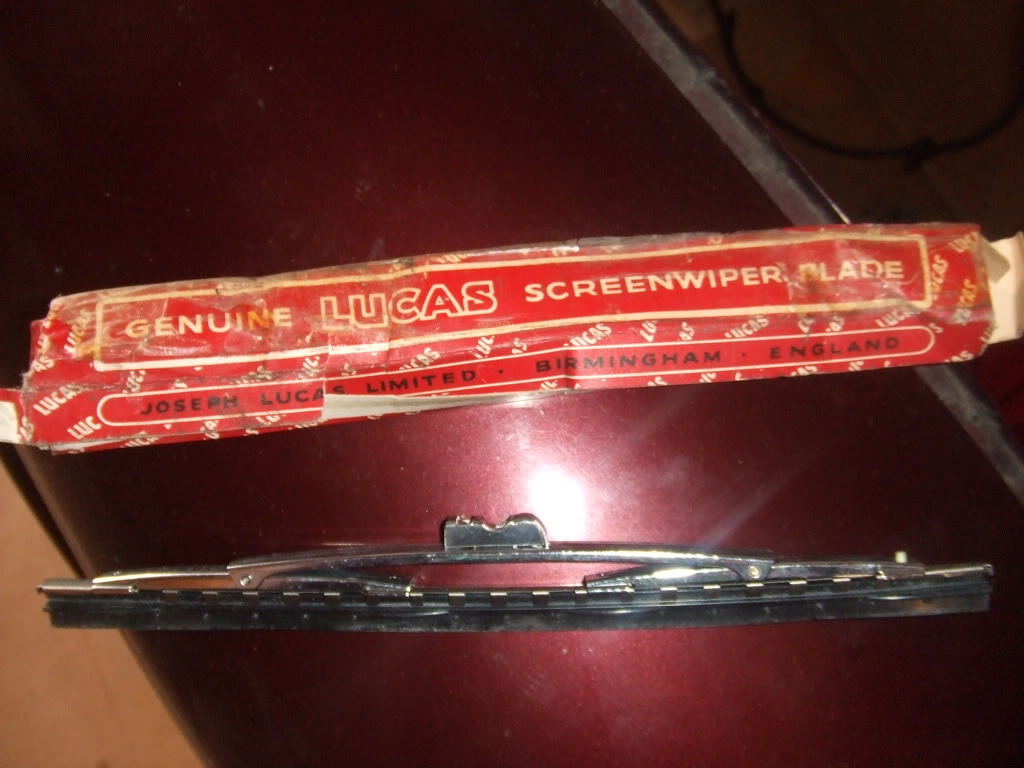 GENUINE LUCAS SCREENWIPER BLADE
JOSEPH LUCAS LIMITED · BIRMINGHAM · ENGLAND